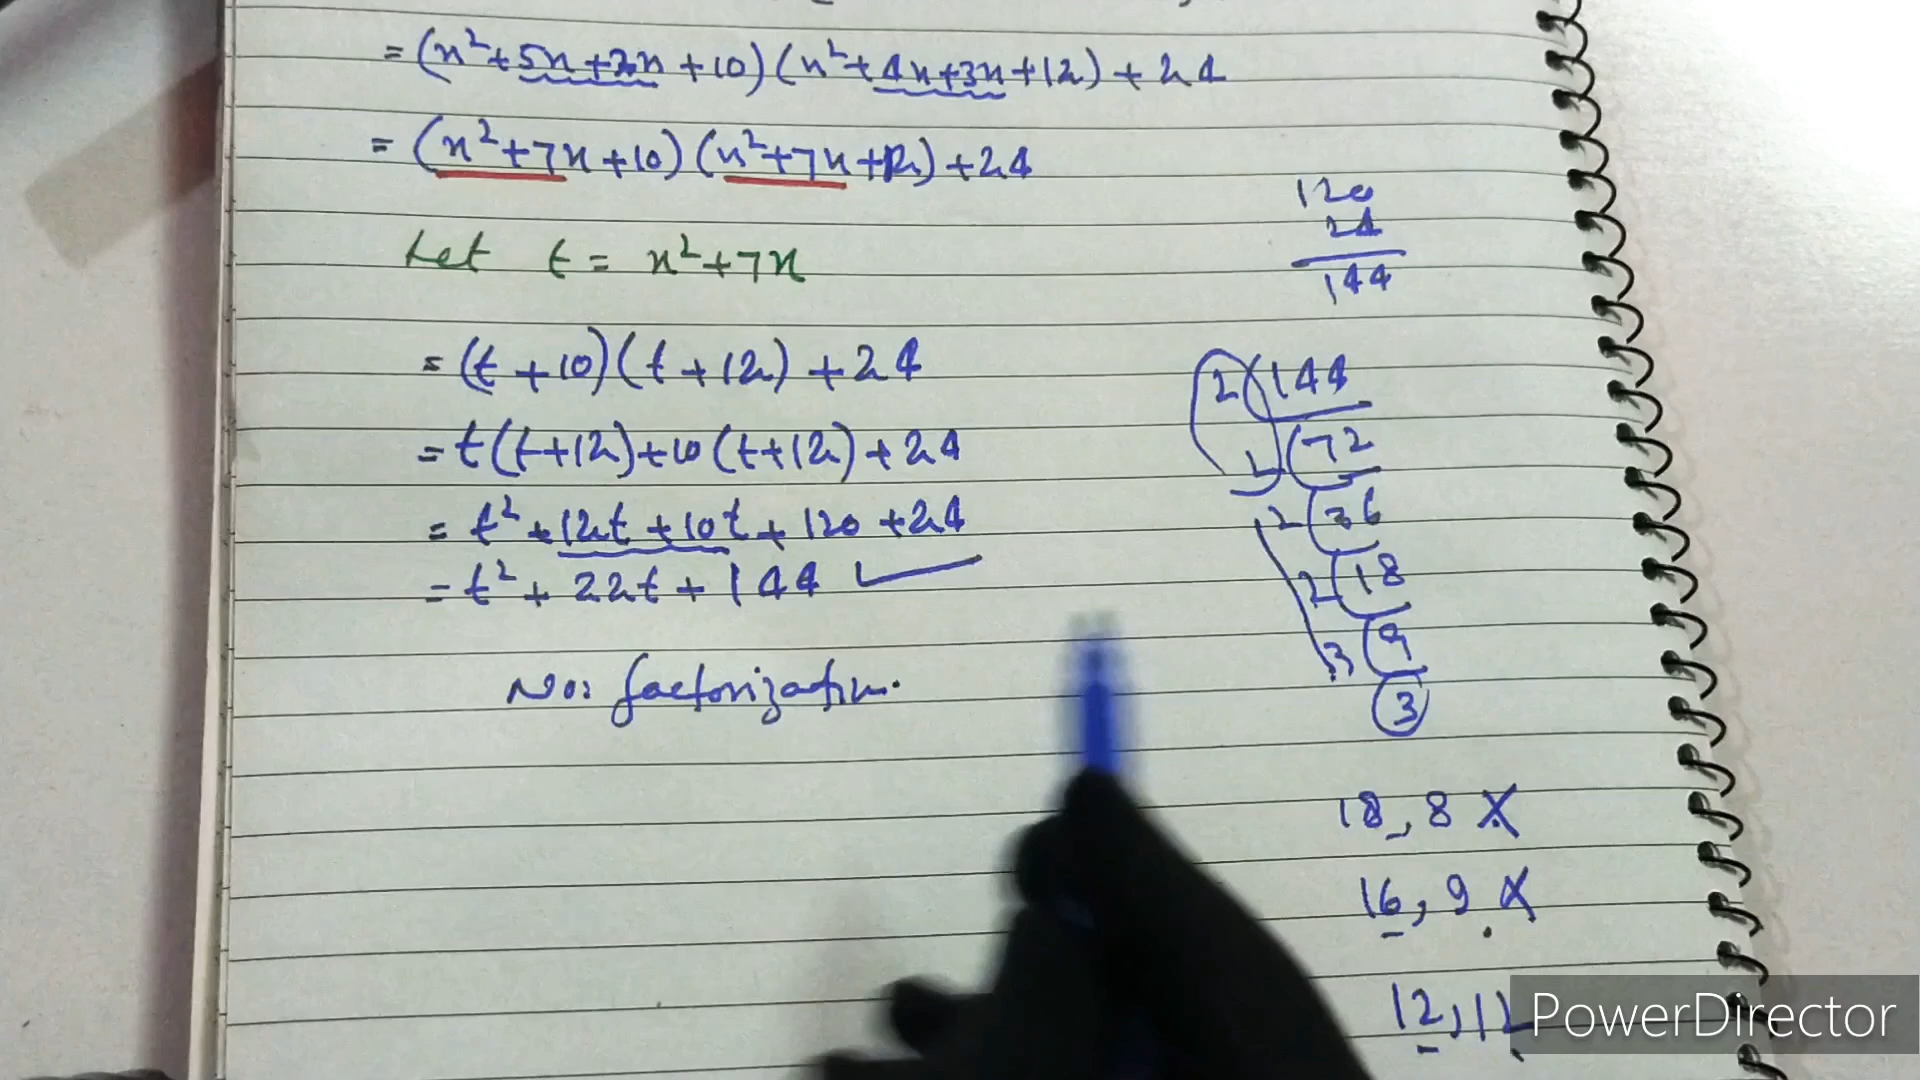 = (x²+5x+2x+10)(x²+4x+3x+12)+24
= (x²+7x+10)(x²+7x+12)+24
Let t = x²+7x
= (t+10)(t+12)+24
= t(t+12)+10(t+12)+24
= t²+12t+10t+120+24
= t²+22t+144
No: factorization.
120
24
144
2(144
2(72
2(36
2(18
3(9
3
18, 8 X
16, 9 X
12, 12
PowerDirector